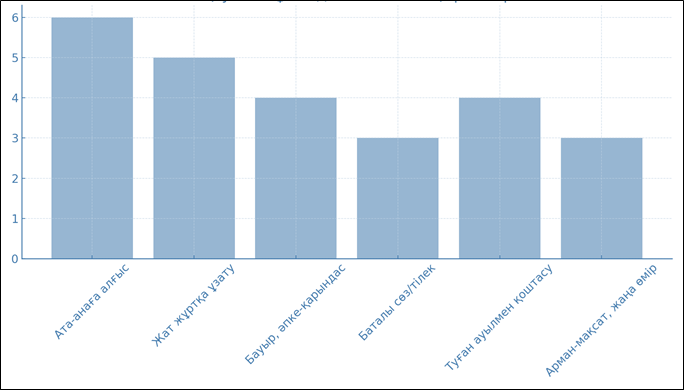 6
5
4
3
2
1
0
Ата-анаға алғыс
Жат жұртқа ұзату
Бауыр, әпке-қарындас
Баталы сөз/тілек
Туған ауылмен қоштасу
Арман-мақсат, жаңа өмір